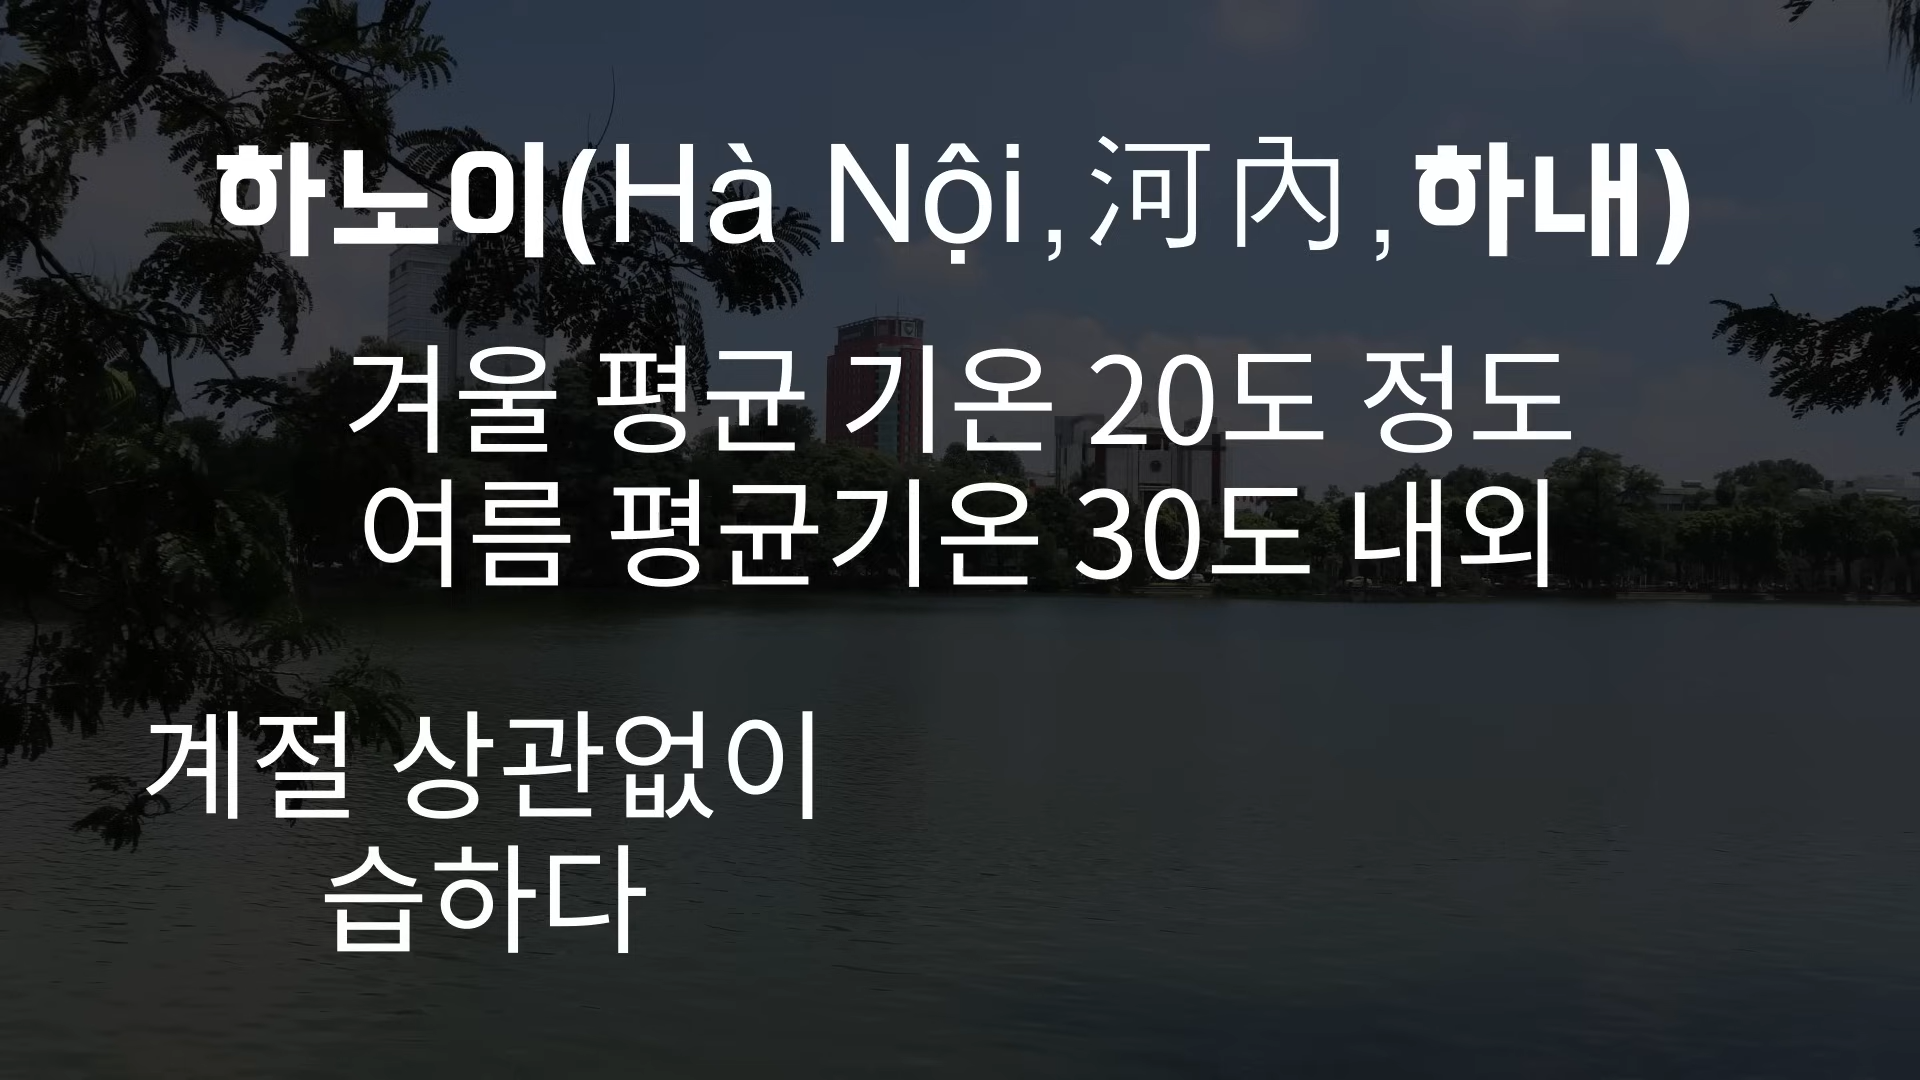 하노이(Hà Nội,河內,하내)
겨울 평균 기온 20도 정도
여름 평균기온 30도 내외
계절 상관없이
습하다